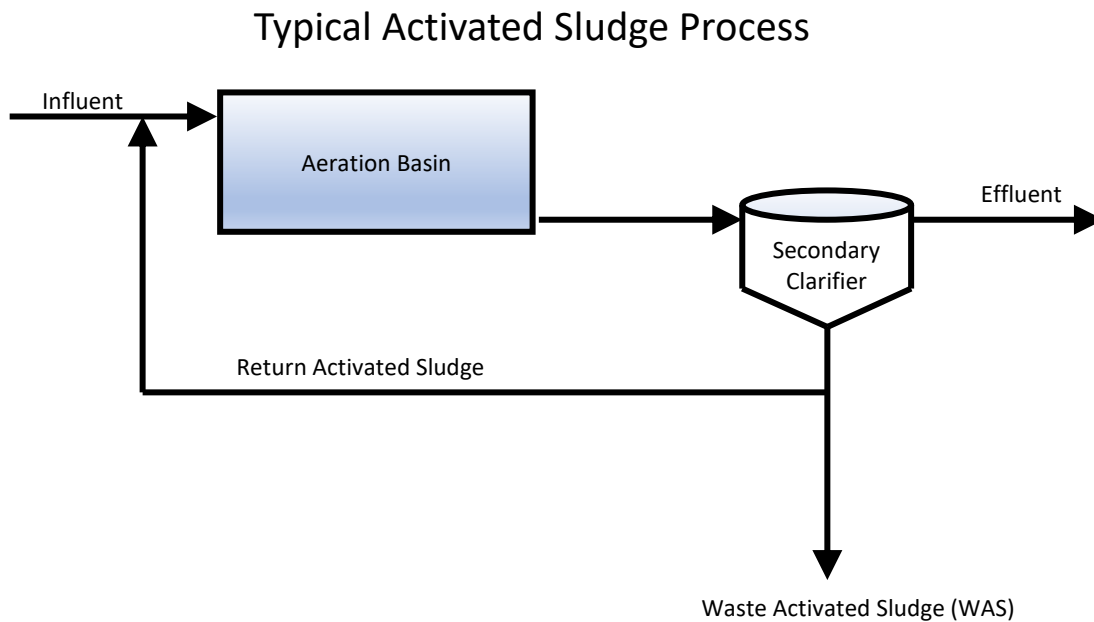 Typical Activated Sludge Process
Influent
Aeration Basin
Effluent
Secondary
Clarifier
Return Activated Sludge
Waste Activated Sludge (WAS)